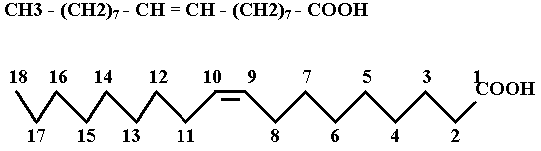 CH3 - (CH2)₇ - CH = CH - (CH2)₇ - COOH
18 16 14 12 10 9 7 5 3 1 COOH
17 15 13 11 8 6 4 2